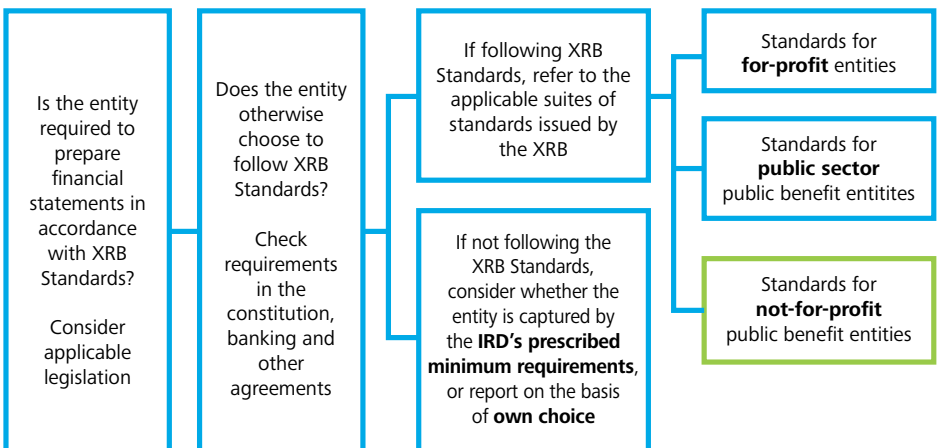 Is the entity
required to
prepare
financial
statements in
accordance
with XRB
Standards?
Consider
applicable
legislation
Does the entity
otherwise
choose to
follow XRB
Standards?
Check
requirements
in the
constitution,
banking and
other
agreements
If following XRB
Standards, refer to the
applicable suites of
standards issued by
the XRB
If not following the
XRB Standards,
consider whether the
entity is captured by
the IRD's prescribed
minimum requirements,
or report on the basis
of own choice
Standards for
for-profit entities
Standards for
public sector
public benefit entitites
Standards for
not-for-profit
public benefit entities